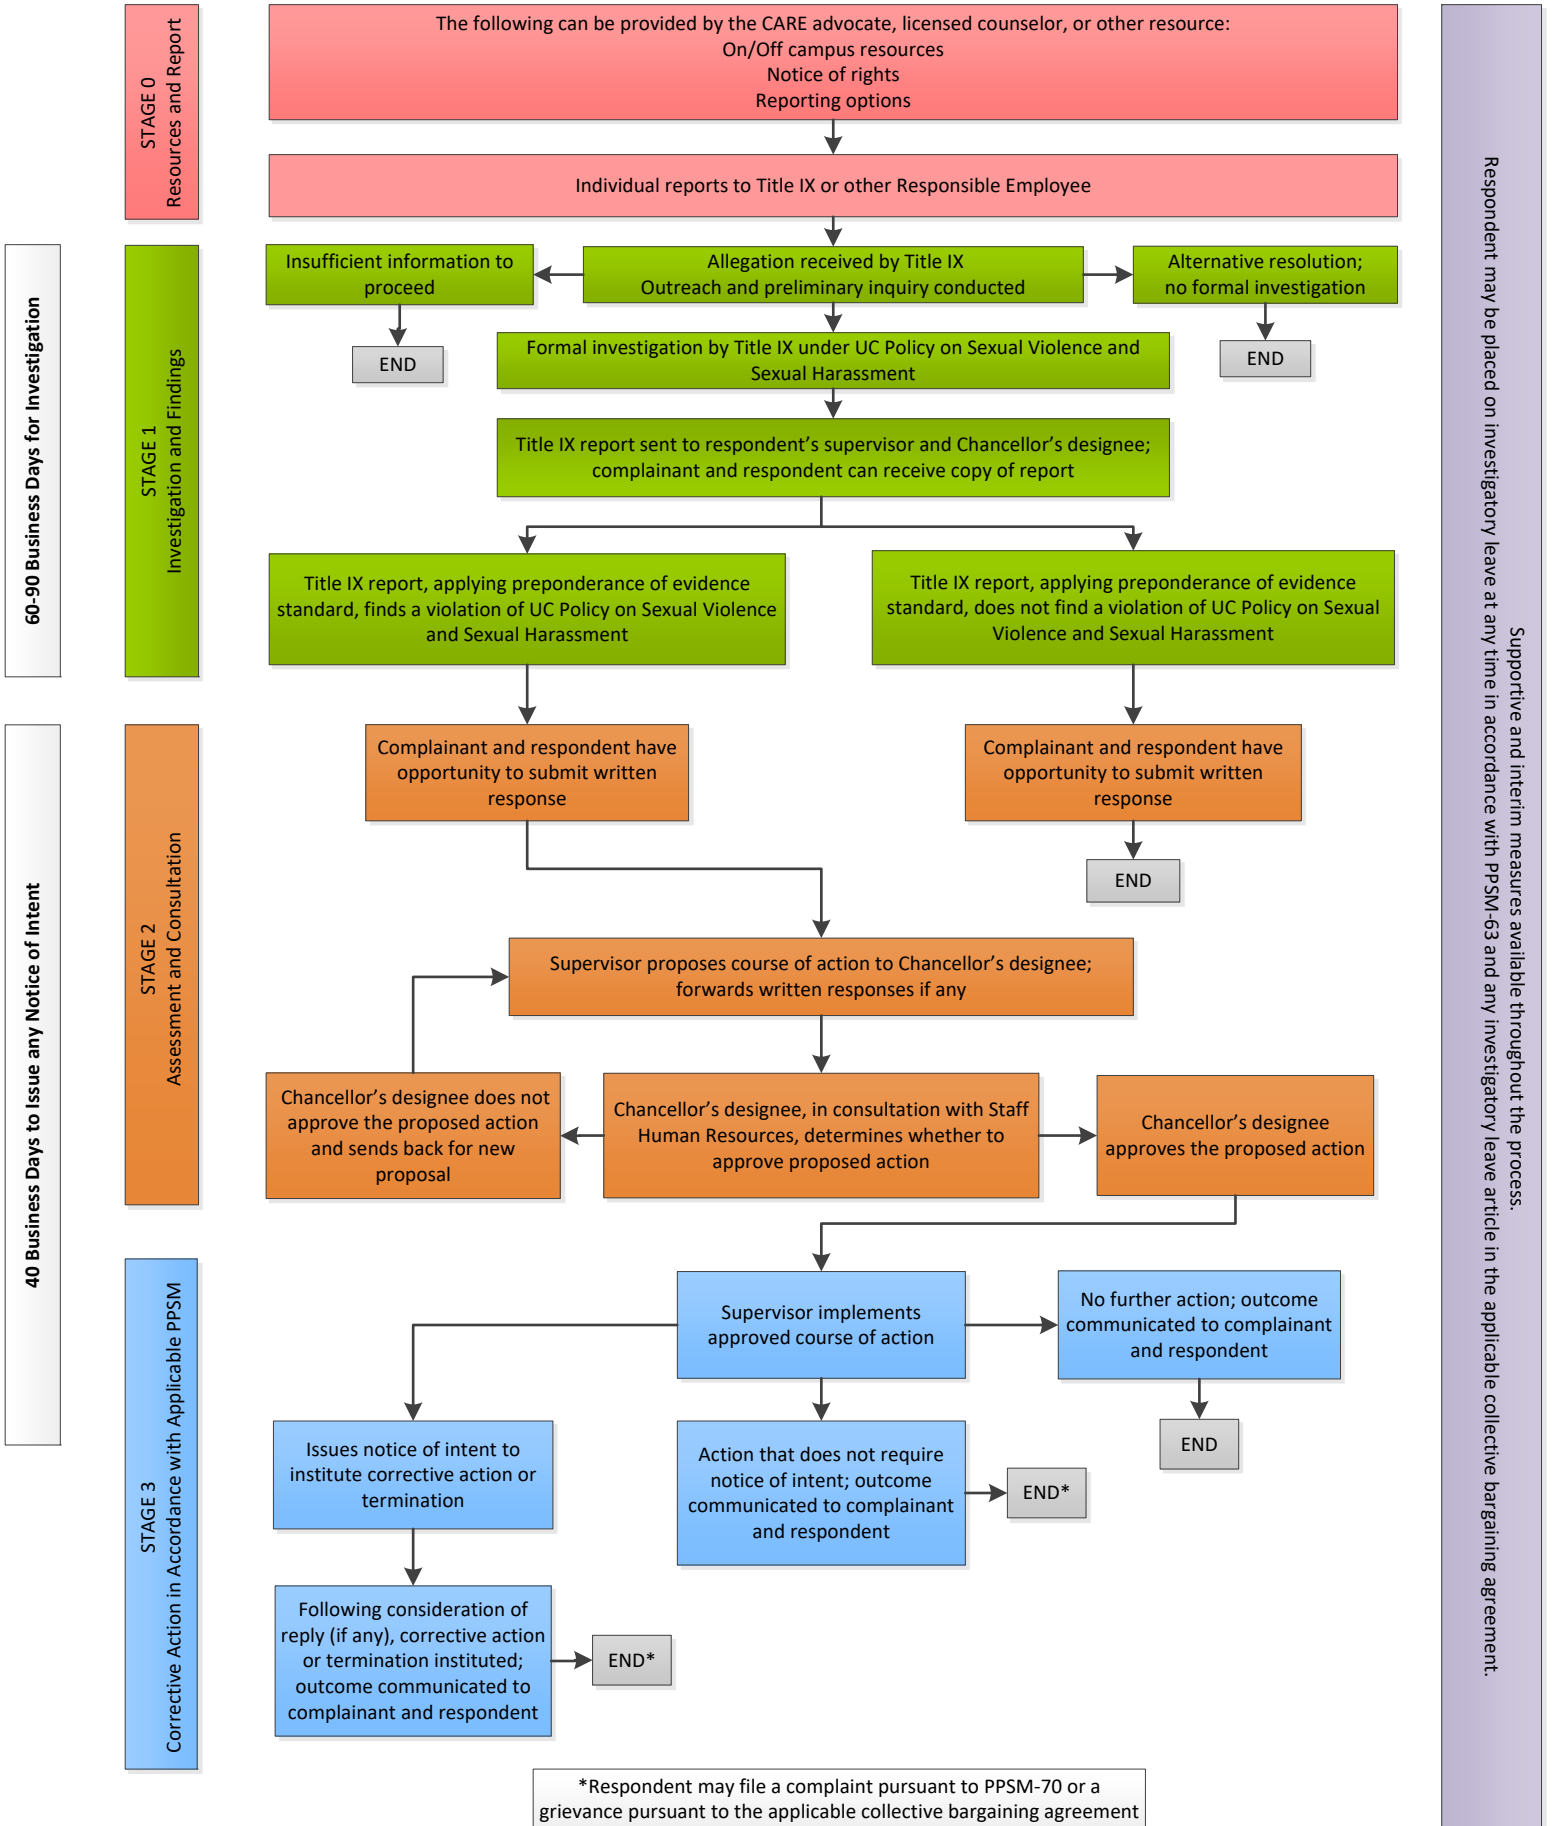 STAGE 0
Resources and Report
The following can be provided by the CARE advocate, licensed counselor, or other resource:
On/Off campus resources
Notice of rights
Reporting options
Individual reports to Title IX or other Responsible Employee
60-90 Business Days for Investigation
STAGE 1
Investigation and Findings
Insufficient information to
proceed
Allegation received by Title IX
Outreach and preliminary inquiry conducted
Alternative resolution;
no formal investigation
END
END
Formal investigation by Title IX under UC Policy on Sexual Violence and
Sexual Harassment
Title IX report sent to respondent’s supervisor and Chancellor’s designee;
complainant and respondent can receive copy of report
Title IX report, applying preponderance of evidence
standard, finds a violation of UC Policy on Sexual Violence
and Sexual Harassment
Title IX report, applying preponderance of evidence
standard, does not find a violation of UC Policy on Sexual
Violence and Sexual Harassment
40 Business Days to Issue any Notice of Intent
STAGE 2
Assessment and Consultation
Complainant and respondent have
opportunity to submit written
response
Complainant and respondent have
opportunity to submit written
response
END
Supervisor proposes course of action to Chancellor’s designee;
forwards written responses if any
Chancellor’s designee does not
approve the proposed action
and sends back for new
proposal
Chancellor’s designee, in consultation with Staff
Human Resources, determines whether to
approve proposed action
Chancellor’s designee
approves the proposed action
STAGE 3
Corrective Action in Accordance with Applicable PPSM
Supervisor implements
approved course of action
No further action; outcome
communicated to complainant
and respondent
END
Issues notice of intent to
institute corrective action or
termination
Action that does not require
notice of intent; outcome
communicated to complainant
and respondent
END*
Following consideration of
reply (if any), corrective action
or termination instituted;
outcome communicated to
complainant and respondent
END*
*Respondent may file a complaint pursuant to PPSM-70 or a
grievance pursuant to the applicable collective bargaining agreement
Supportive and interim measures available throughout the process.
Respondent may be placed on investigatory leave at any time in accordance with PPSM-63 and any investigatory leave article in the applicable collective bargaining agreement.